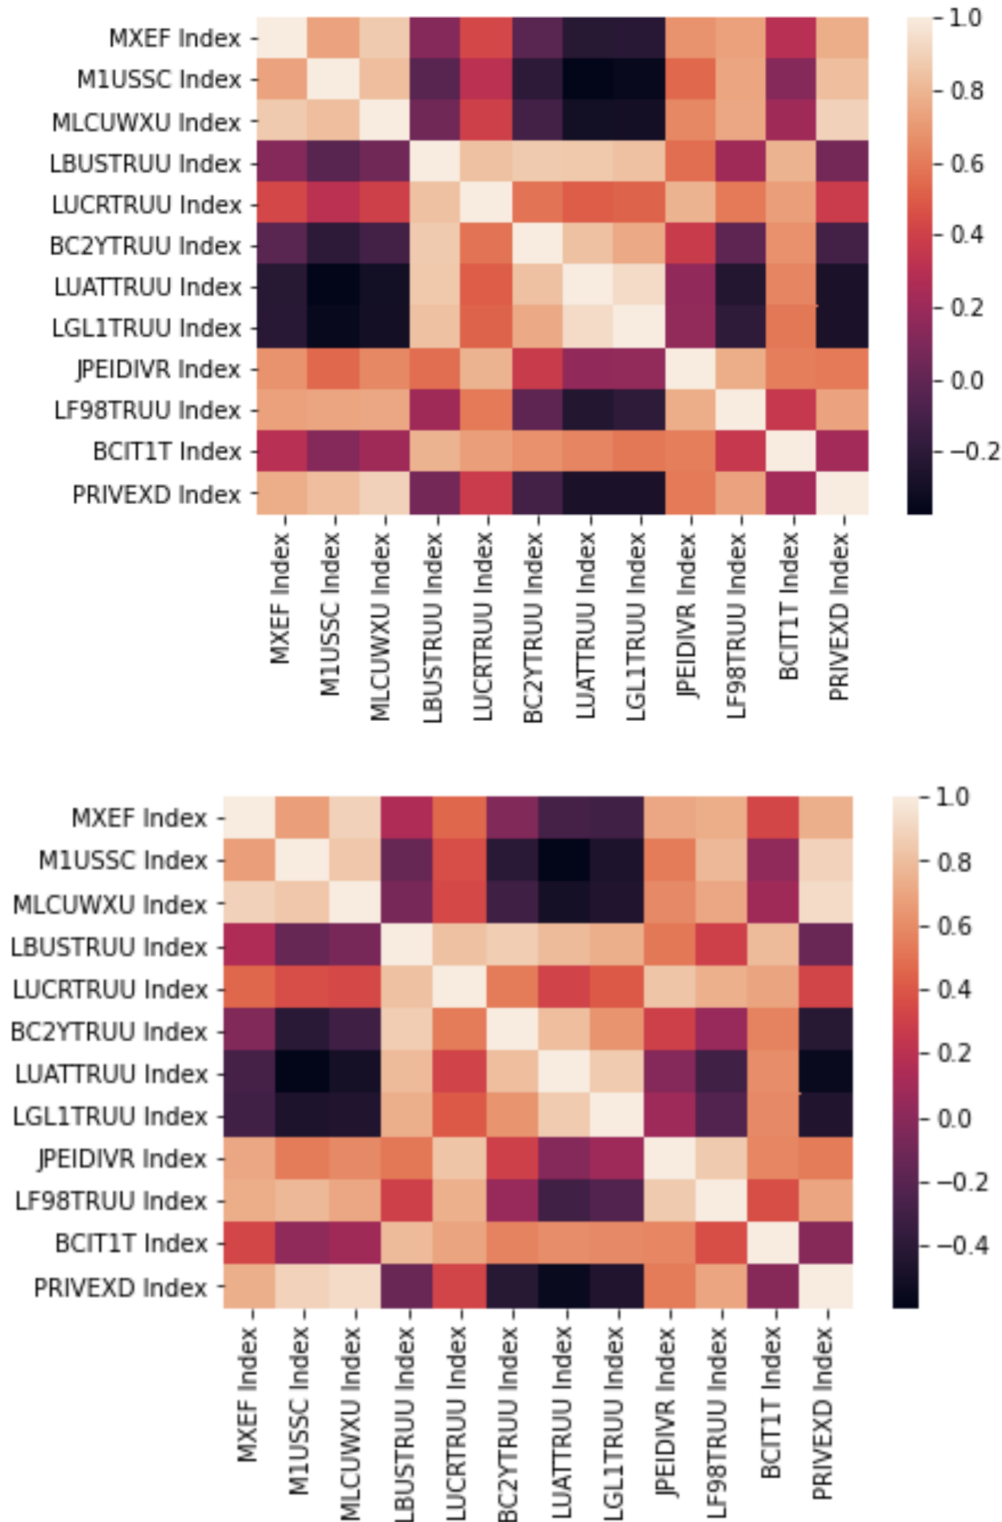 MXEF Index
M1USSC Index
MLCUWXU Index
LBUSTRUU Index
LUCRTRUU Index
BC2YTRUU Index
LUATTRUU Index
LGL1TRUU Index
JPEIDIVR Index
LF98TRUU Index
BCIT1T Index
PRIVEXD Index
MXEF Index
M1USSC Index
MLCUWXU Index
LBUSTRUU Index
LUCRTRUU Index
BC2YTRUU Index
LUATTRUU Index
LGL1TRUU Index
JPEIDIVR Index
LF98TRUU Index
BCIT1T Index
PRIVEXD Index
1.0
0.8
0.6
0.4
0.2
0.0
−0.2
MXEF Index
M1USSC Index
MLCUWXU Index
LBUSTRUU Index
LUCRTRUU Index
BC2YTRUU Index
LUATTRUU Index
LGL1TRUU Index
JPEIDIVR Index
LF98TRUU Index
BCIT1T Index
PRIVEXD Index
MXEF Index
M1USSC Index
MLCUWXU Index
LBUSTRUU Index
LUCRTRUU Index
BC2YTRUU Index
LUATTRUU Index
LGL1TRUU Index
JPEIDIVR Index
LF98TRUU Index
BCIT1T Index
PRIVEXD Index
1.0
0.8
0.6
0.4
0.2
0.0
−0.2
−0.4